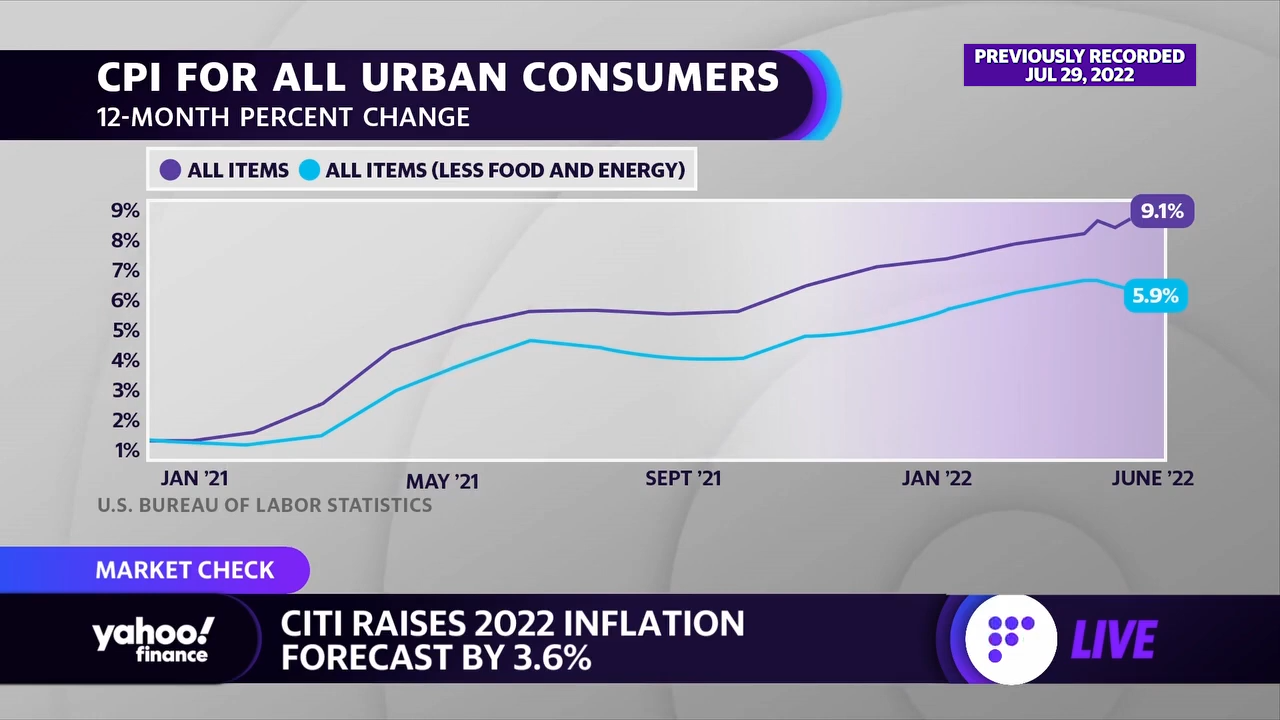 CPI FOR ALL URBAN CONSUMERS
12-MONTH PERCENT CHANGE
PREVIOUSLY RECORDED
JUL 29, 2022
ALL ITEMS ALL ITEMS (LESS FOOD AND ENERGY)
9%
8%
7%
6%
5%
4%
3%
2%
1%
9.1%
5.9%
JAN ’21 MAY ’21 SEPT ’21 JAN ’22 JUNE ’22
U.S. BUREAU OF LABOR STATISTICS
MARKET CHECK
yahoo!
finance
CITI RAISES 2022 INFLATION
FORECAST BY 3.6%
LIVE